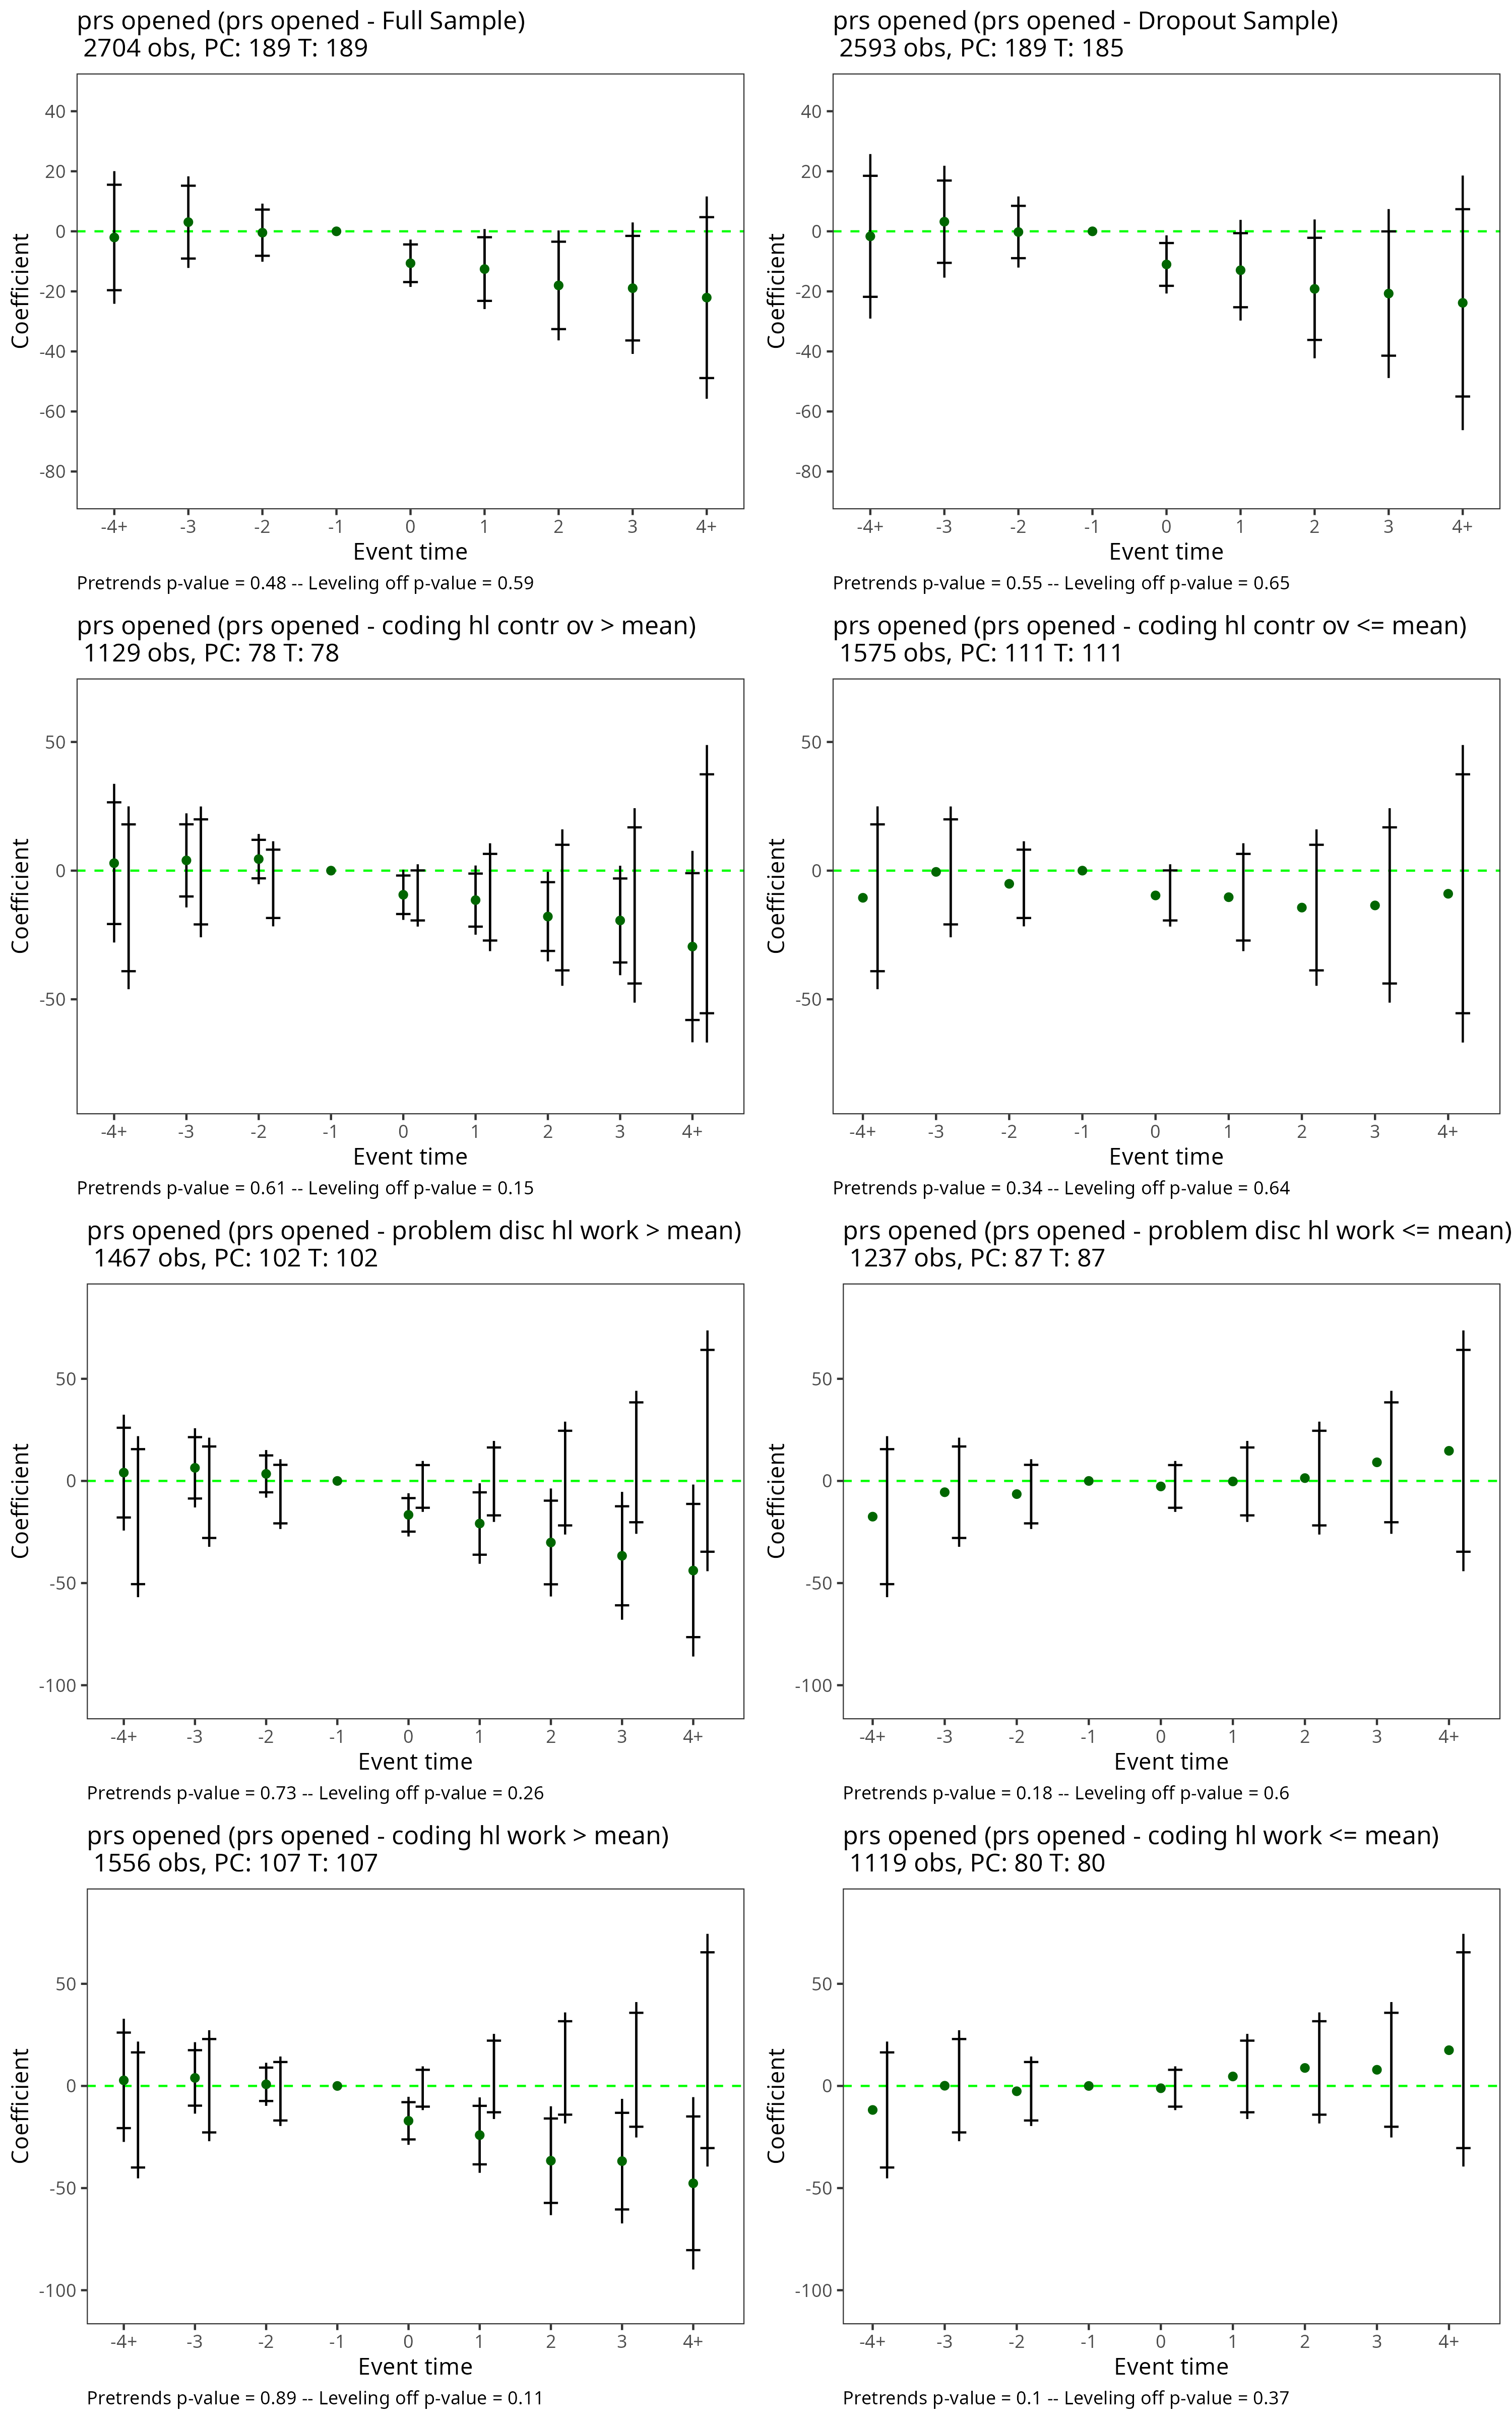 prs opened (prs opened - Full Sample)
2704 obs, PC: 189 T: 189
40
20
0
-20
-40
-60
-80
Coefficient
-4+ -3 -2 -1 0 1 2 3 4+
Event time
Pretrends p-value = 0.48 -- Leveling off p-value = 0.59
prs opened (prs opened - Dropout Sample)
2593 obs, PC: 189 T: 185
40
20
0
-20
-40
-60
-80
Coefficient
-4+ -3 -2 -1 0 1 2 3 4+
Event time
Pretrends p-value = 0.55 -- Leveling off p-value = 0.65
prs opened (prs opened - coding hl contr ov > mean)
1129 obs, PC: 78 T: 78
50
0
-50
Coefficient
-4+ -3 -2 -1 0 1 2 3 4+
Event time
Pretrends p-value = 0.61 -- Leveling off p-value = 0.15
prs opened (prs opened - coding hl contr ov <= mean)
1575 obs, PC: 111 T: 111
50
0
-50
Coefficient
-4+ -3 -2 -1 0 1 2 3 4+
Event time
Pretrends p-value = 0.34 -- Leveling off p-value = 0.64
prs opened (prs opened - problem disc hl work > mean)
1467 obs, PC: 102 T: 102
50
0
-50
-100
Coefficient
-4+ -3 -2 -1 0 1 2 3 4+
Event time
Pretrends p-value = 0.73 -- Leveling off p-value = 0.26
prs opened (prs opened - problem disc hl work <= mean)
1237 obs, PC: 87 T: 87
50
0
-50
-100
Coefficient
-4+ -3 -2 -1 0 1 2 3 4+
Event time
Pretrends p-value = 0.18 -- Leveling off p-value = 0.6
prs opened (prs opened - coding hl work > mean)
1556 obs, PC: 107 T: 107
50
0
-50
-100
Coefficient
-4+ -3 -2 -1 0 1 2 3 4+
Event time
Pretrends p-value = 0.89 -- Leveling off p-value = 0.11
prs opened (prs opened - coding hl work <= mean)
1119 obs, PC: 80 T: 80
50
0
-50
-100
Coefficient
-4+ -3 -2 -1 0 1 2 3 4+
Event time
Pretrends p-value = 0.1 -- Leveling off p-value = 0.37